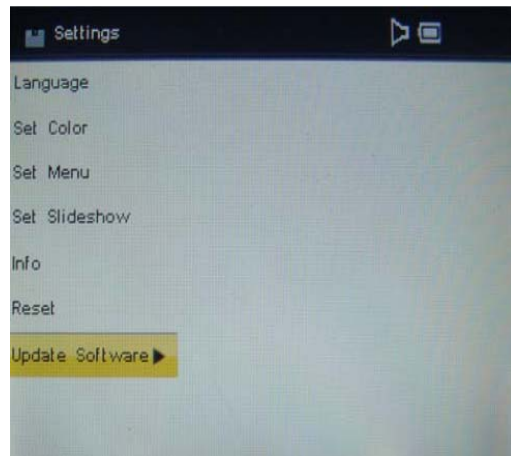 Settings
Language
Set Color
Set Menu
Set Slideshow
Info
Reset
Update Software